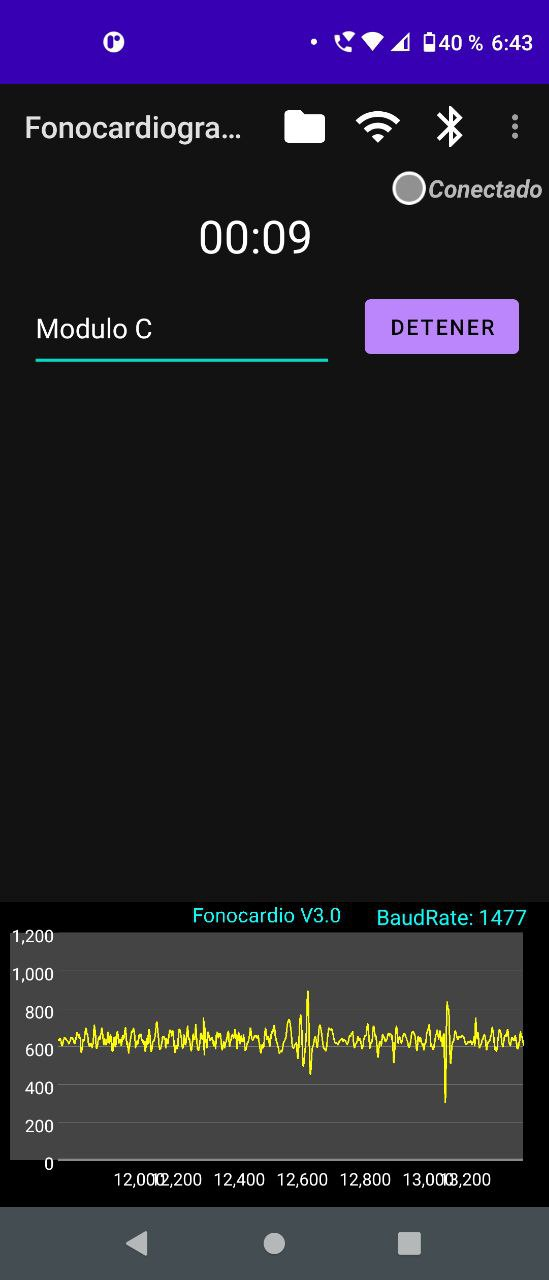 40 % 6:43
Fonocardiogra...
Conectado
00:09
Modulo C
DETENER
Fonocardio V3.0
BaudRate: 1477
1,200
1,000
800
600
400
200
0
12,000 12,200 12,400 12,600 12,800 13,000 13,200